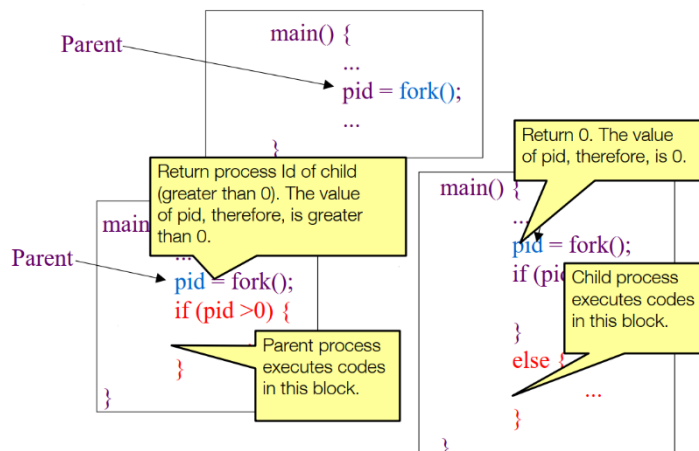 main() {
Parent
...
pid = fork();
...
}
Return process Id of child
(greater than 0). The value
of pid, therefore, is greater
than 0.
main
...
Parent
pid = fork();
if (pid >0) {
Parent process
executes codes
in this block.
}
}
Return 0. The value
of pid, therefore, is 0.
main() {
...
pid = fork();
if (pid
Child process
executes codes
in this block.
}
else {
...
}
}